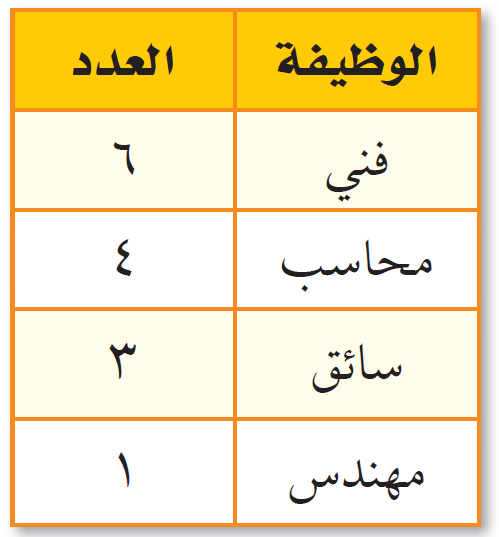 الوظيفة العدد
فني ٦
محاسب ٤
سائق ٣
مهندس ١